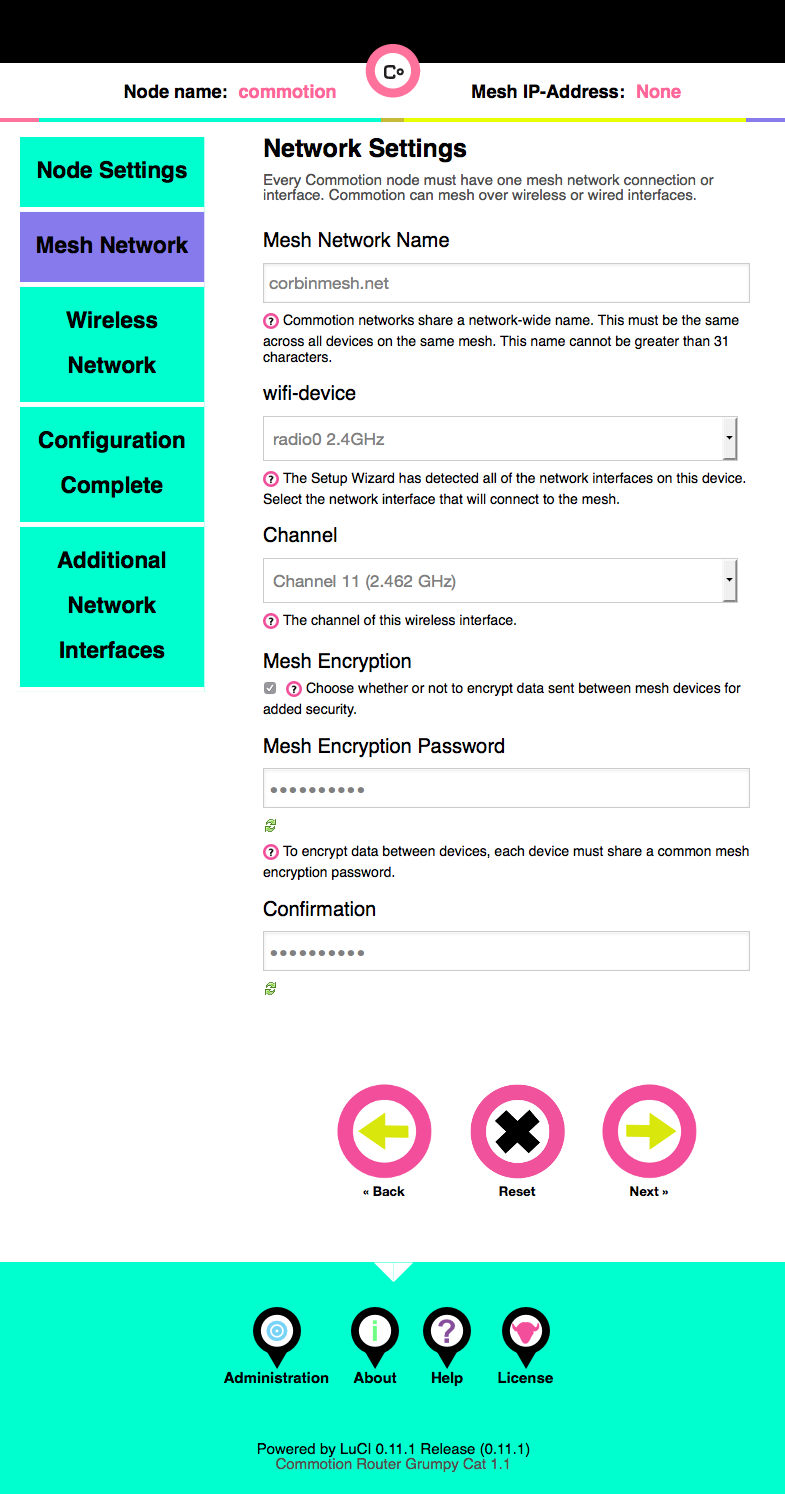 Co
Node name: commotion
Mesh IP-Address: None
Node Settings
Mesh Network
Wireless
Network
Configuration
Complete
Additional
Network
Interfaces
Network Settings
Every Commotion node must have one mesh network connection or
interface. Commotion can mesh over wireless or wired interfaces.
Mesh Network Name
corbinmesh.net
? Commotion networks share a network-wide name. This must be the same
across all devices on the same mesh. This name cannot be greater than 31
characters.
wifi-device
radio0 2.4GHz
? The Setup Wizard has detected all of the network interfaces on this device.
Select the network interface that will connect to the mesh.
Channel
Channel 11 (2.462 GHz)
? The channel of this wireless interface.
Mesh Encryption
? Choose whether or not to encrypt data sent between mesh devices for
added security.
Mesh Encryption Password
••••••••••
? To encrypt data between devices, each device must share a common mesh
encryption password.
Confirmation
••••••••••
« Back
Reset
Next »
i
?
Administration
About
Help
License
Powered by LuCI 0.11.1 Release (0.11.1)
Commotion Router Grumpy Cat 1.1